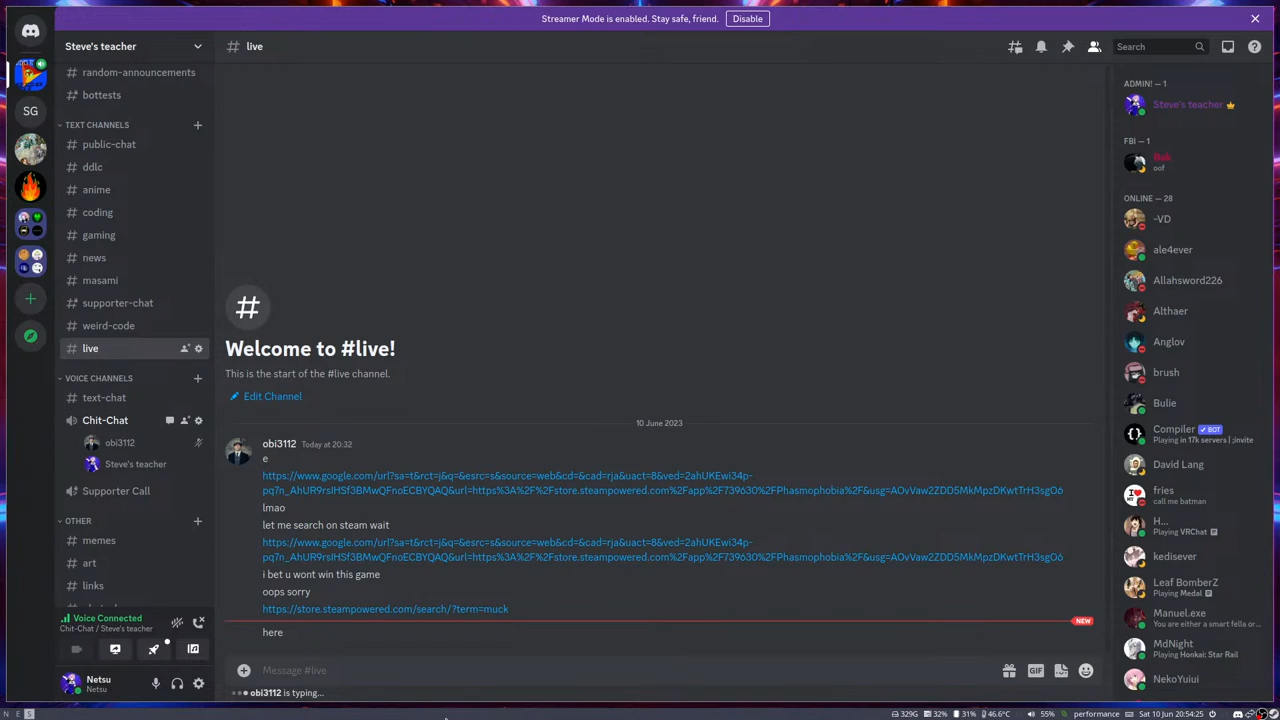 Streamer Mode is enabled. Stay safe, friend. Disable
Steve's teacher
random-announcements
bottests
TEXT CHANNELS
public-chat
ddlc
anime
coding
gaming
news
masami
supporter-chat
weird-code
live
VOICE CHANNELS
text-chat
Chit-Chat
obi3112
Steve's teacher
Supporter Call
OTHER
memes
art
links
Voice Connected
Chit-Chat / Steve's teacher
Netsu
Netsu
SG
live
Search
Welcome to #live!
This is the start of the #live channel.
Edit Channel
10 June 2023
obi3112 Today at 20:32
e
https://www.google.com/url?sa=t&rct=j&q=&esrc=s&source=web&cd=&cad=rja&uact=8&ved=2ahUKEwi34p-
pq7n_AhUR9rsIHSf3BMwQFnoECBYQAQ&url=https%3A%2F%2Fstore.steampowered.com%2Fapp%2F739630%2FPhasmophobia%2F&usg=AOvVaw2ZDD5MkMpzDKwtTrH3sgO6
lmao
let me search on steam wait
https://www.google.com/url?sa=t&rct=j&q=&esrc=s&source=web&cd=&cad=rja&uact=8&ved=2ahUKEwi34p-
pq7n_AhUR9rsIHSf3BMwQFnoECBYQAQ&url=https%3A%2F%2Fstore.steampowered.com%2Fapp%2F739630%2FPhasmophobia%2F&usg=AOvVaw2ZDD5MkMpzDKwtTrH3sgO6
i bet u wont win this game
oops sorry
https://store.steampowered.com/search/?term=muck
NEW
here
Message #live
GIF
obi3112 is typing...
ADMIN! — 1
Steve's teacher
FBI — 1
oof
ONLINE — 28
-VD
ale4ever
Allahsword226
Althaer
Anglov
brush
Bulie
Compiler BOT
Playing in 17k servers | ;invite
David Lang
fries
call me batman
H...
Playing VRChat
kedisever
Leaf BomberZ
Playing Medal
Manuel.exe
You are either a smart fella or...
MdNight
Playing Honkai: Star Rail
NekoYuiui
N E S
329G 32% 31% 46.6°C 55% performance Sat 10 Jun 20:54:25